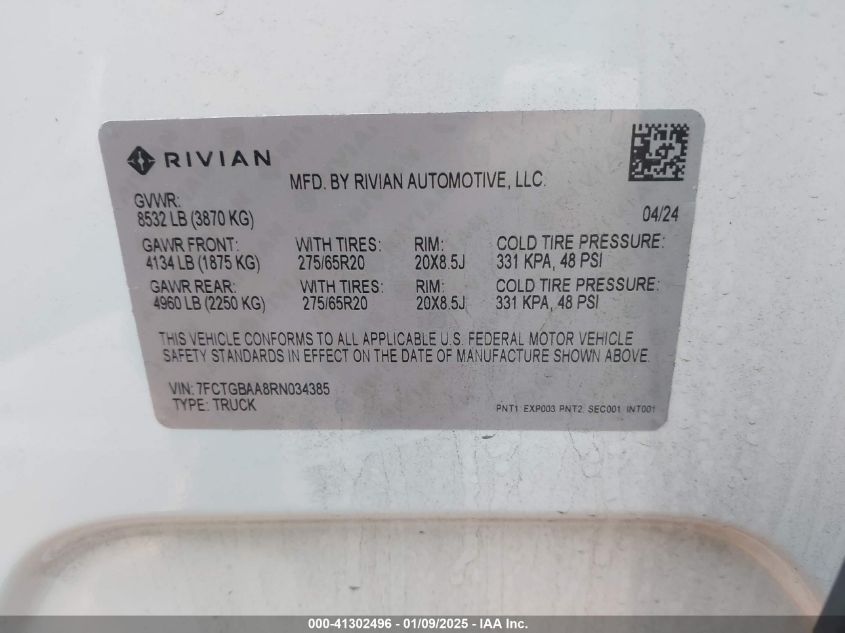 RIVIAN
MFD. BY RIVIAN AUTOMOTIVE, LLC.
GVWR:
8532 LB (3870 KG)
04/24
GAWR FRONT: WITH TIRES: RIM: COLD TIRE PRESSURE:
4134 LB (1875 KG) 275/65R20 20X8.5J 331 KPA, 48 PSI
GAWR REAR: WITH TIRES: RIM: COLD TIRE PRESSURE:
4960 LB (2250 KG) 275/65R20 20X8.5J 331 KPA, 48 PSI
THIS VEHICLE CONFORMS TO ALL APPLICABLE U.S. FEDERAL MOTOR VEHICLE
SAFETY STANDARDS IN EFFECT ON THE DATE OF MANUFACTURE SHOWN ABOVE.
VIN: 7FCTGBAA8RN034385
TYPE: TRUCK
PNT1: EXP003 PNT2: SEC001 INT001
000-41302496 - 01/09/2025 - IAA Inc.